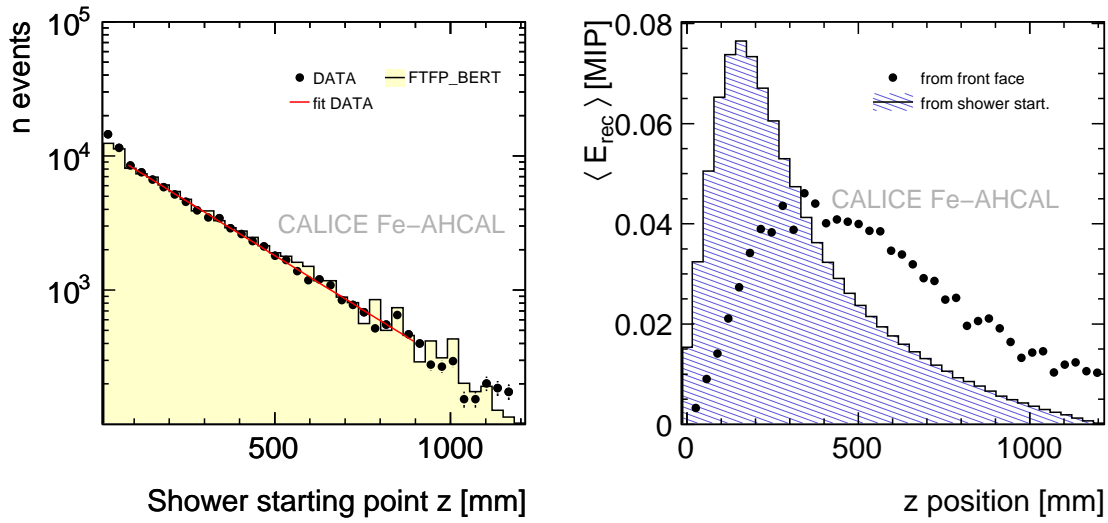 n events
10^5
10^4
10^3
DATA
FTFP_BERT
fit DATA
CALICE Fe−AHCAL
500
1000
Shower starting point z [mm]
⟨ E_rec ⟩ [MIP]
0.08
0.06
0.04
0.02
0
from front face
from shower start.
CALICE Fe−AHCAL
0
500
1000
z position [mm]